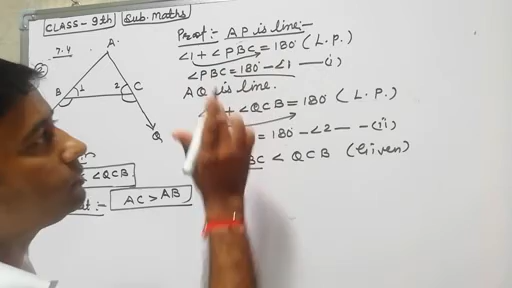 CLASS-9th Sub. Maths
7.4
②
A
1 2
B C
Q
< QCB
:- AC > AB
Proof:- AP is line:-
∠1 + ∠PBC = 180° (L.P.)
∠PBC = 180° - ∠1 — (i)
AQ is line.
+ ∠QCB = 180° (L.P.)
= 180° - ∠2 — (ii)
BC < QCB (Given)